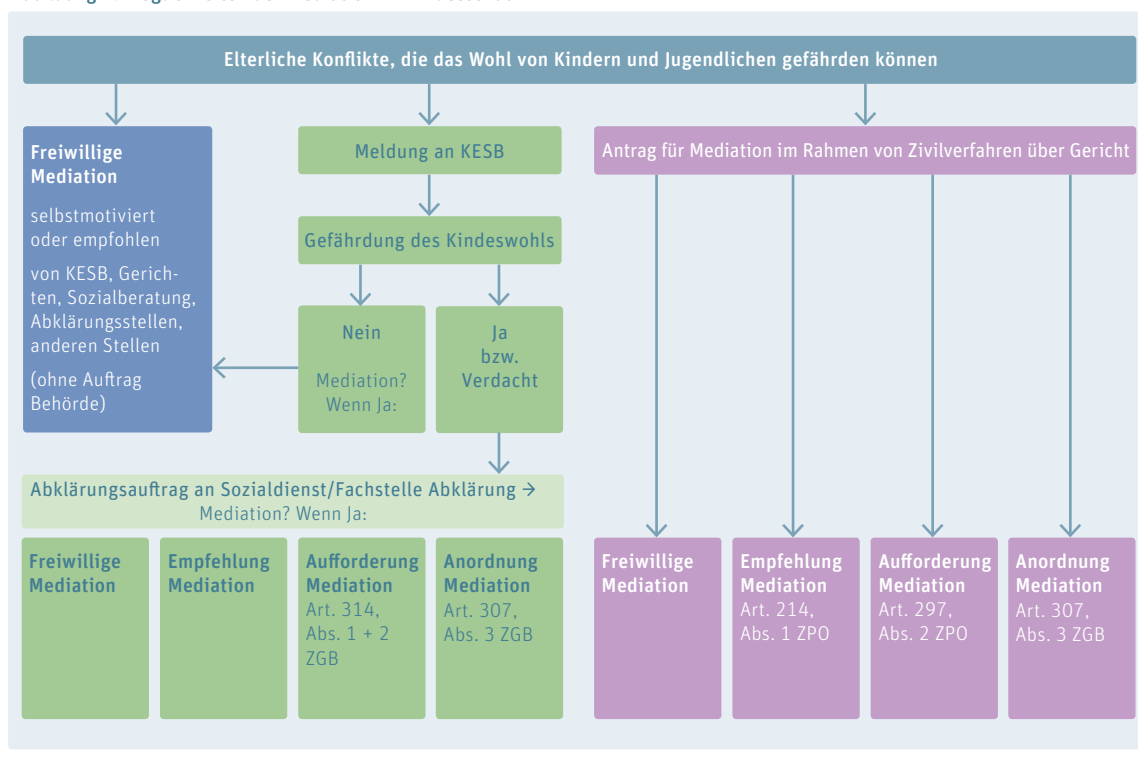 Elterliche Konflikte, die das Wohl von Kindern und Jugendlichen gefährden können
Freiwillige
Mediation
selbstmotiviert
oder empfohlen
von KESB, Gerich-
ten, Sozialberatung,
Abklärungsstellen,
anderen Stellen
(ohne Auftrag
Behörde)
Meldung an KESB
Gefährdung des Kindeswohls
Nein
Mediation?
Wenn Ja:
Ja
bzw.
Verdacht
Abklärungsauftrag an Sozialdienst/Fachstelle Abklärung →
Mediation? Wenn Ja:
Freiwillige
Mediation
Empfehlung
Mediation
Aufforderung
Mediation
Art. 314,
Abs. 1 + 2
ZGB
Anordnung
Mediation
Art. 307,
Abs. 3 ZGB
Antrag für Mediation im Rahmen von Zivilverfahren über Gericht
Freiwillige
Mediation
Empfehlung
Mediation
Art. 214,
Abs. 1 ZPO
Aufforderung
Mediation
Art. 297,
Abs. 2 ZPO
Anordnung
Mediation
Art. 307,
Abs. 3 ZGB